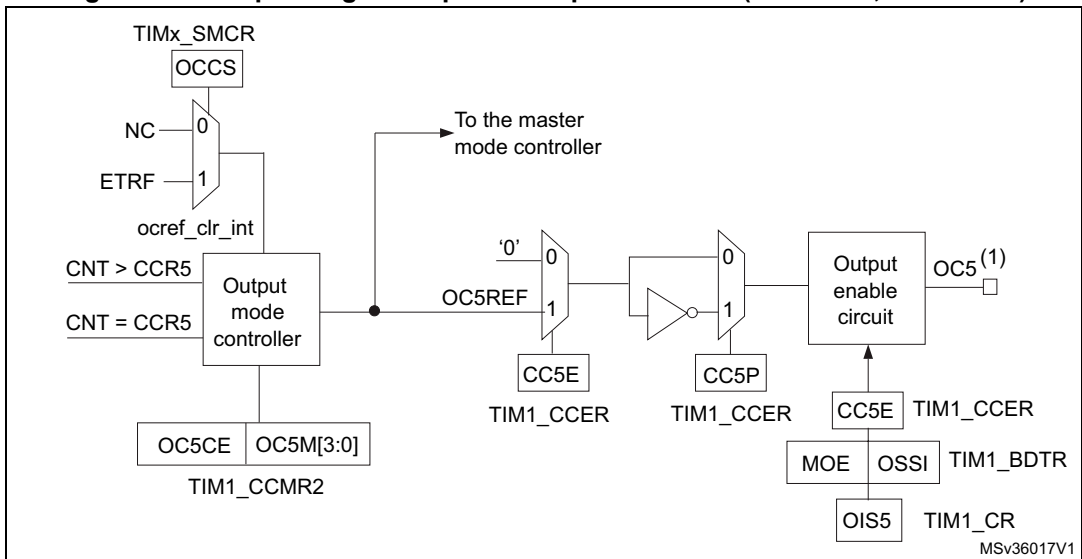 TIMx_SMCR
OCCS
NC
0
ETRF
1
ocref_clr_int
To the master
mode controller
CNT > CCR5
CNT = CCR5
Output
mode
controller
OC5REF
'0'
0
1
0
1
Output
enable
circuit
OC5 (1)
CC5E
TIM1_CCER
CC5P
TIM1_CCER
CC5E
TIM1_CCER
OC5CE
OC5M[3:0]
TIM1_CCMR2
MOE
OSSI
TIM1_BDTR
OIS5
TIM1_CR
MSv36017V1